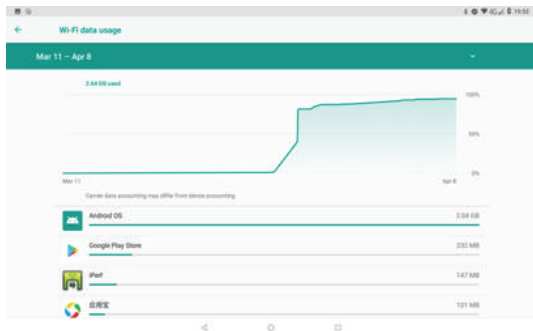 15:52
Wi-Fi data usage
Mar 11 – Apr 8
2.64 GB used
100%
50%
0%
Mar 11
Apr 8
Carrier data accounting may differ from device accounting
Android OS
2.04 GB
Google Play Store
232 MB
iPerf
147 MB
应用宝
101 MB